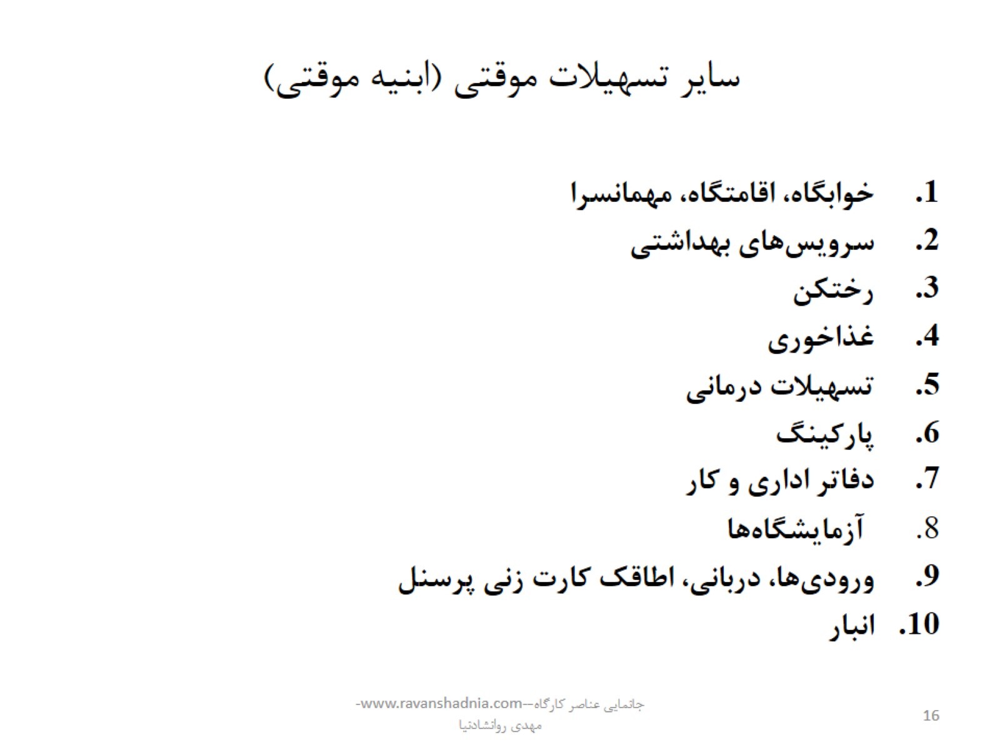 سایر تسهیلات موقتی (ابنیه موقتی)
1. خوابگاه، اقامتگاه، مهمانسرا
2. سرویس‌های بهداشتی
3. رختکن
4. غذاخوری
5. تسهیلات درمانی
6. پارکینگ
7. دفاتر اداری و کار
8. آزمایشگاه‌ها
9. ورودی‌ها، دربانی، اطاقک کارت زنی پرسنل
10. انبار
جانمایی عناصر کارگاه--www.ravanshadnia.com-
مهدی روانشادنیا
16